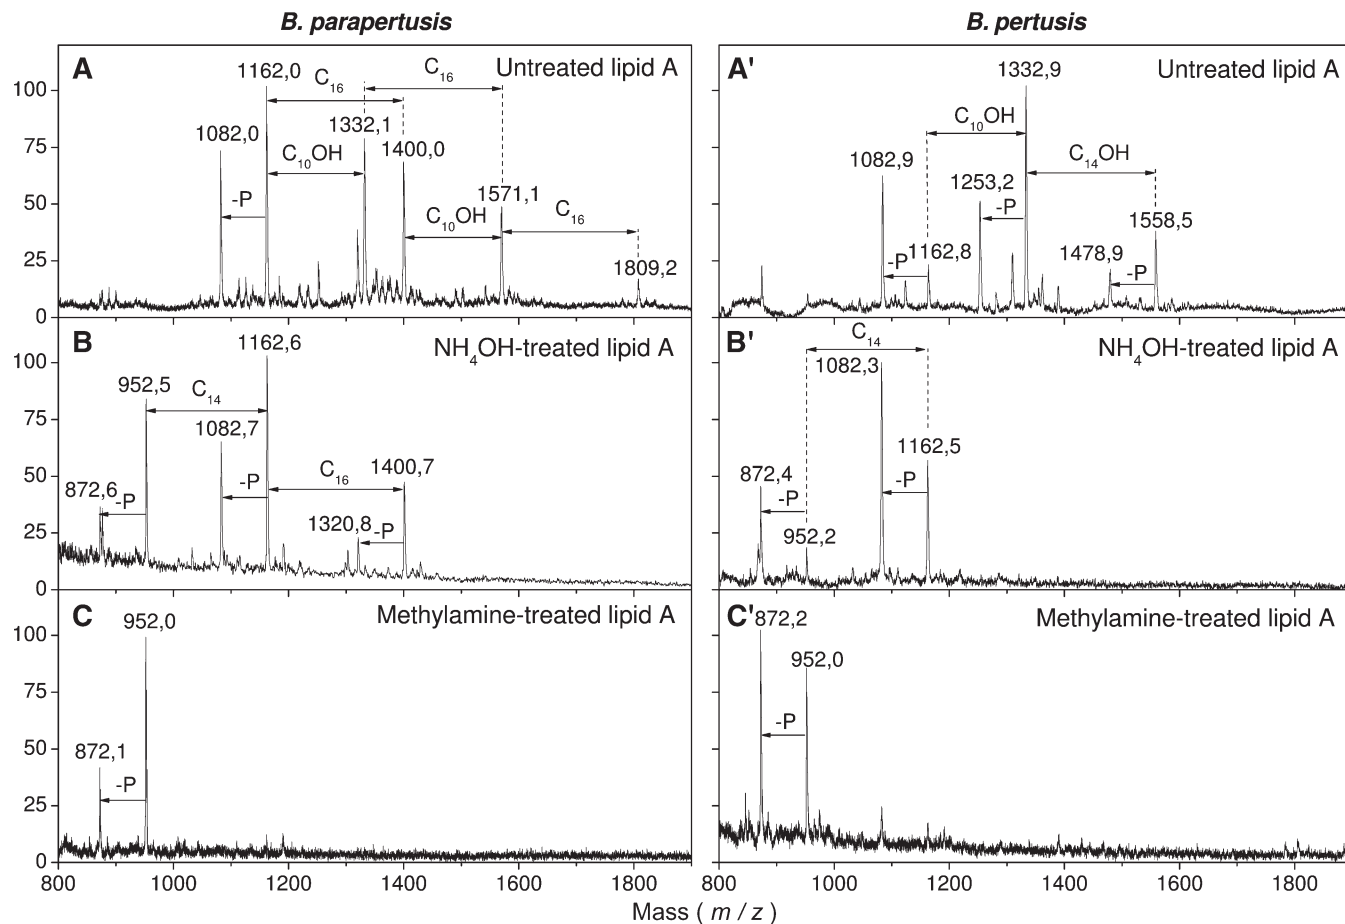 B. parapertusis
B. pertusis
A
Untreated lipid A
1162,0
C16
C16
1082,0
1332,1
1400,0
C10OH
1571,1
-P
C10OH
C16
1809,2
100
75
50
25
0
A'
Untreated lipid A
1332,9
C10OH
1082,9
C14OH
1253,2
-P
1558,5
1162,8
1478,9
-P
-P
B
NH4OH-treated lipid A
1162,6
952,5
C14
1082,7
C16
1400,7
872,6
-P
-P
1320,8
-P
100
75
50
25
0
B'
NH4OH-treated lipid A
C14
1082,3
1162,5
872,4
-P
-P
952,2
C
Methylamine-treated lipid A
952,0
872,1
-P
100
75
50
25
0
800 1000 1200 1400 1600 1800
C'
872,2
Methylamine-treated lipid A
952,0
-P
800 1000 1200 1400 1600 1800
Mass ( m / z )